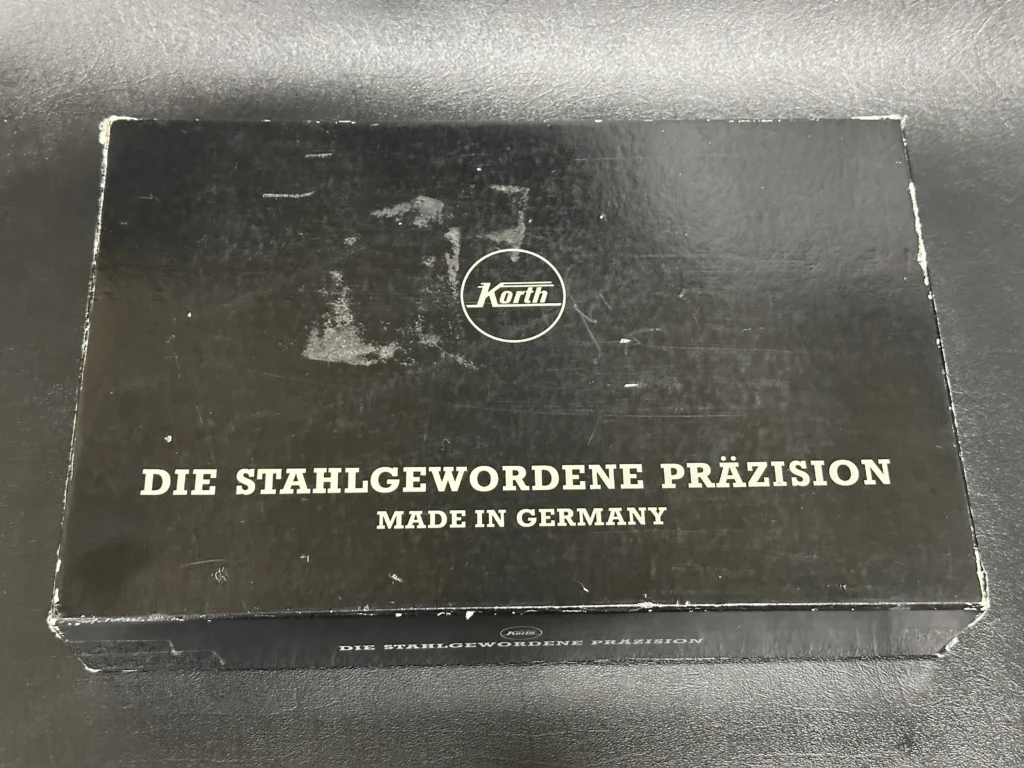 Korth
DIE STAHLGEWORDENE PRÄZISION
MADE IN GERMANY
Korth
DIE STAHLGEWORDENE PRÄZISION